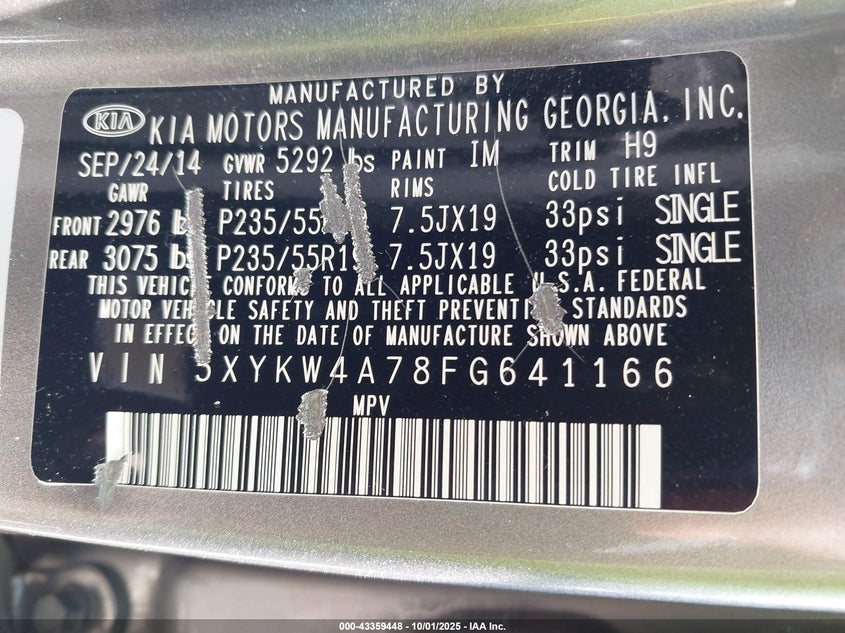 MANUFACTURED BY
KIA KIA MOTORS MANUFACTURING GEORGIA, INC.
SEP/24/14 GVWR 5292 lbs PAINT IM TRIM H9
GAWR TIRES RIMS COLD TIRE INFL
FRONT 2976 lbs P235/55 7.5JX19 33psi SINGLE
REAR 3075 lbs P235/55R19 7.5JX19 33psi SINGLE
THIS VEHICLE CONFORMS TO ALL APPLICABLE U.S.A. FEDERAL
MOTOR VEHICLE SAFETY AND THEFT PREVENTION STANDARDS
IN EFFECT ON THE DATE OF MANUFACTURE SHOWN ABOVE
VIN 5XYKW4A78FG641166
MPV
000-43359448 - 10/01/2025 - IAA Inc.